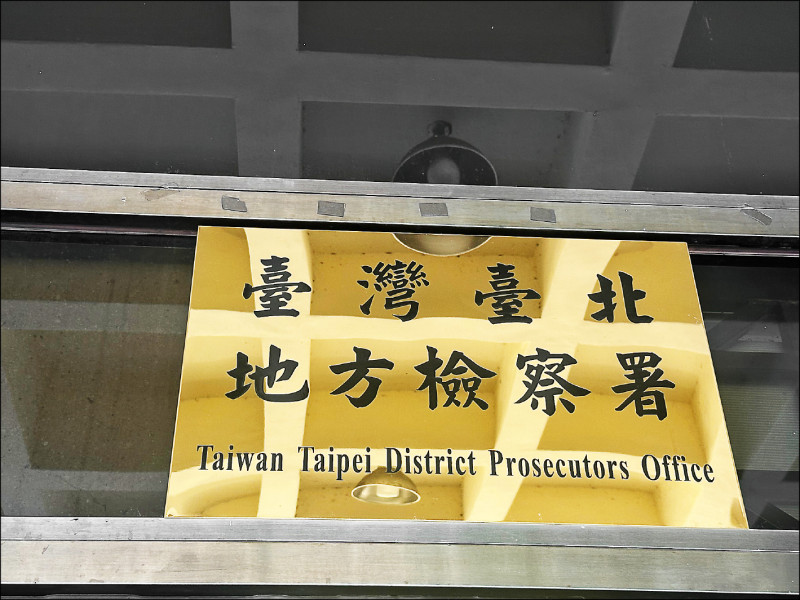 臺灣臺北
地方檢察署
Taiwan Taipei District Prosecutors Office